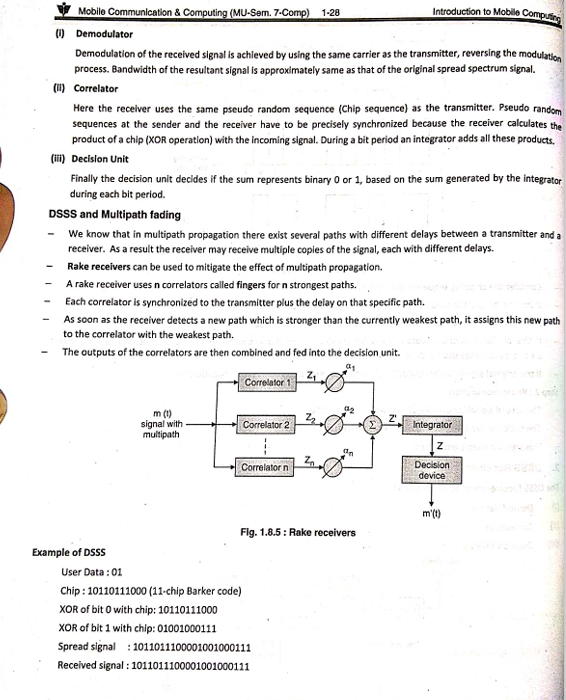 Mobile Communication & Computing (MU-Sem. 7-Comp) 1-28 Introduction to Mobile Computing
(i) Demodulator
Demodulation of the received signal is achieved by using the same carrier as the transmitter, reversing the modulation
process. Bandwidth of the resultant signal is approximately same as that of the original spread spectrum signal.
(ii) Correlator
Here the receiver uses the same pseudo random sequence (Chip sequence) as the transmitter. Pseudo random
sequences at the sender and the receiver have to be precisely synchronized because the receiver calculates the
product of a chip (XOR operation) with the incoming signal. During a bit period an integrator adds all these products.
(iii) Decision Unit
Finally the decision unit decides if the sum represents binary 0 or 1, based on the sum generated by the integrator
during each bit period.
DSSS and Multipath fading
– We know that in multipath propagation there exist several paths with different delays between a transmitter and a
receiver. As a result the receiver may receive multiple copies of the signal, each with different delays.
– Rake receivers can be used to mitigate the effect of multipath propagation.
– A rake receiver uses n correlators called fingers for n strongest paths.
– Each correlator is synchronized to the transmitter plus the delay on that specific path.
– As soon as the receiver detects a new path which is stronger than the currently weakest path, it assigns this new path
to the correlator with the weakest path.
– The outputs of the correlators are then combined and fed into the decision unit.
Correlator 1 Z1 α1
m (t)
signal with
multipath
Correlator 2 Z2 α2 Σ Z' Integrator
Z
Correlator n Zn αn
Decision
device
m'(t)
Fig. 1.8.5 : Rake receivers
Example of DSSS
User Data : 01
Chip : 10110111000 (11-chip Barker code)
XOR of bit 0 with chip: 10110111000
XOR of bit 1 with chip: 01001000111
Spread signal : 1011011100001001000111
Received signal : 1011011100001001000111